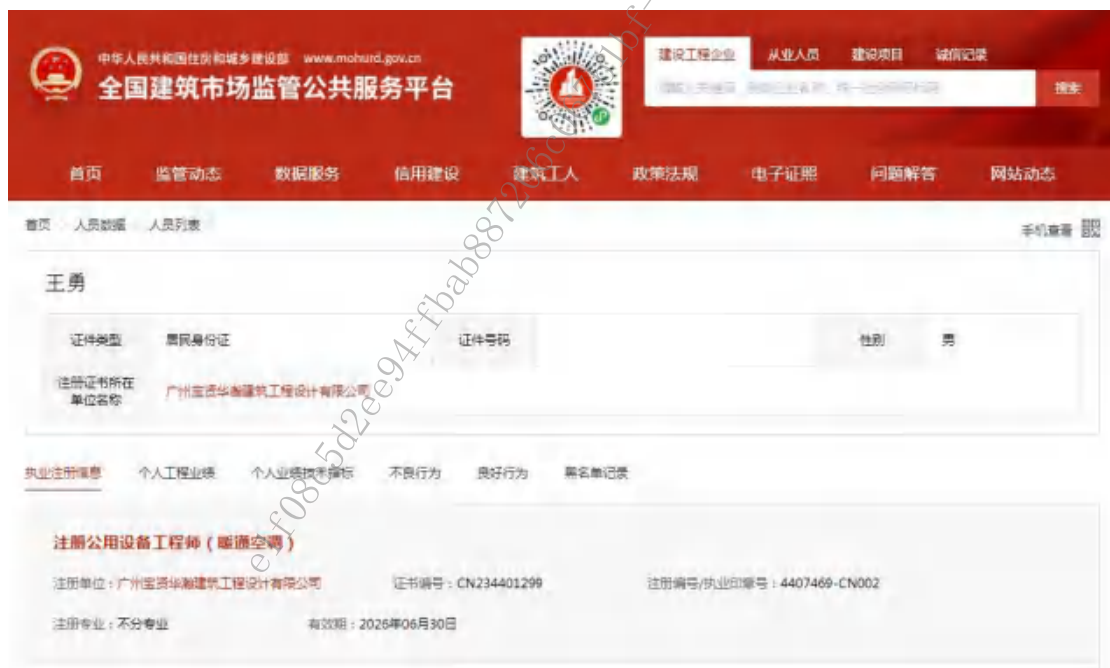 中华人民共和国住房和城乡建设部 www.mohurd.gov.cn
全国建筑市场监管公共服务平台
建设工程企业 从业人员 建设项目 诚信记录
搜索
首页 监管动态 数据服务 信用建设 建筑工人 政策法规 电子证照 问题解答 网站动态
首页 人员数据 人员列表
手机查看
王勇
证件类型 居民身份证 证件号码 性别 男
注册证书所在
单位名称
广州宝贤华瀚建筑工程设计有限公司
执业注册信息 个人工程业绩 个人业绩技术指标 不良行为 良好行为 黑名单记录
注册公用设备工程师（暖通空调）
注册单位：广州宝贤华瀚建筑工程设计有限公司 证书编号：CN234401299 注册编号/执业印章号：4407469-CN002
注册专业：不分专业 有效期：2026年06月30日